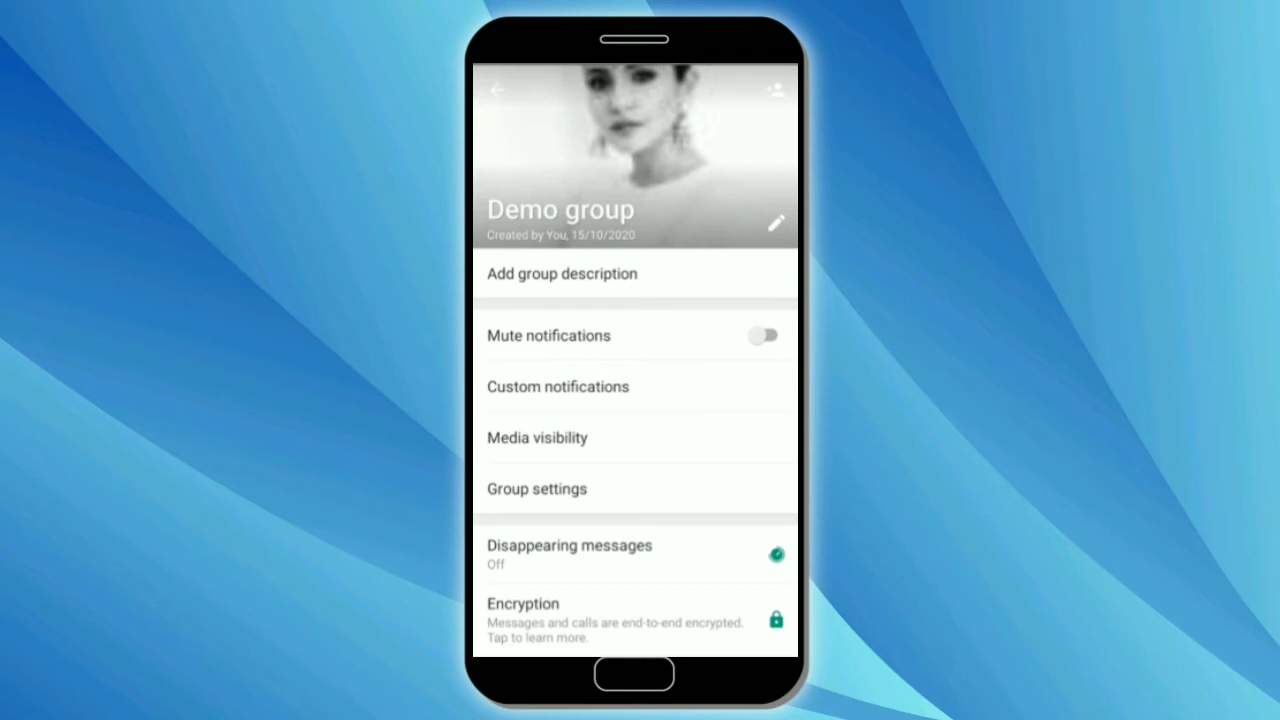 Demo group
Created by You, 15/10/2020
Add group description
Mute notifications
Custom notifications
Media visibility
Group settings
Disappearing messages
Off
Encryption
Messages and calls are end-to-end encrypted.
Tap to learn more.